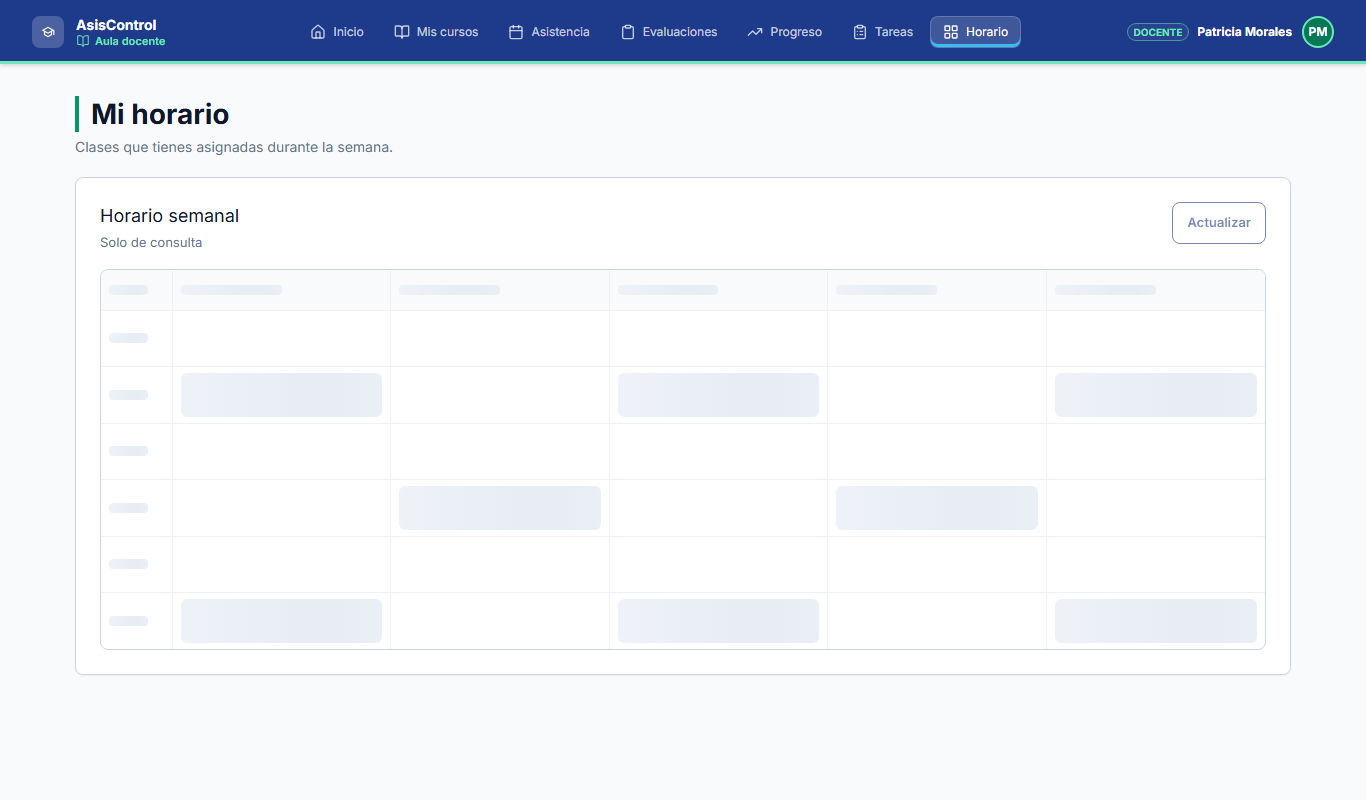 AsisControl
Aula docente
Inicio
Mis cursos
Asistencia
Evaluaciones
Progreso
Tareas
Horario
DOCENTE
Patricia Morales
PM
Mi horario
Clases que tienes asignadas durante la semana.
Horario semanal
Solo de consulta
Actualizar